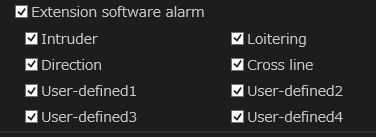 Extension software alarm
Intruder Loitering
Direction Cross line
User-defined1 User-defined2
User-defined3 User-defined4